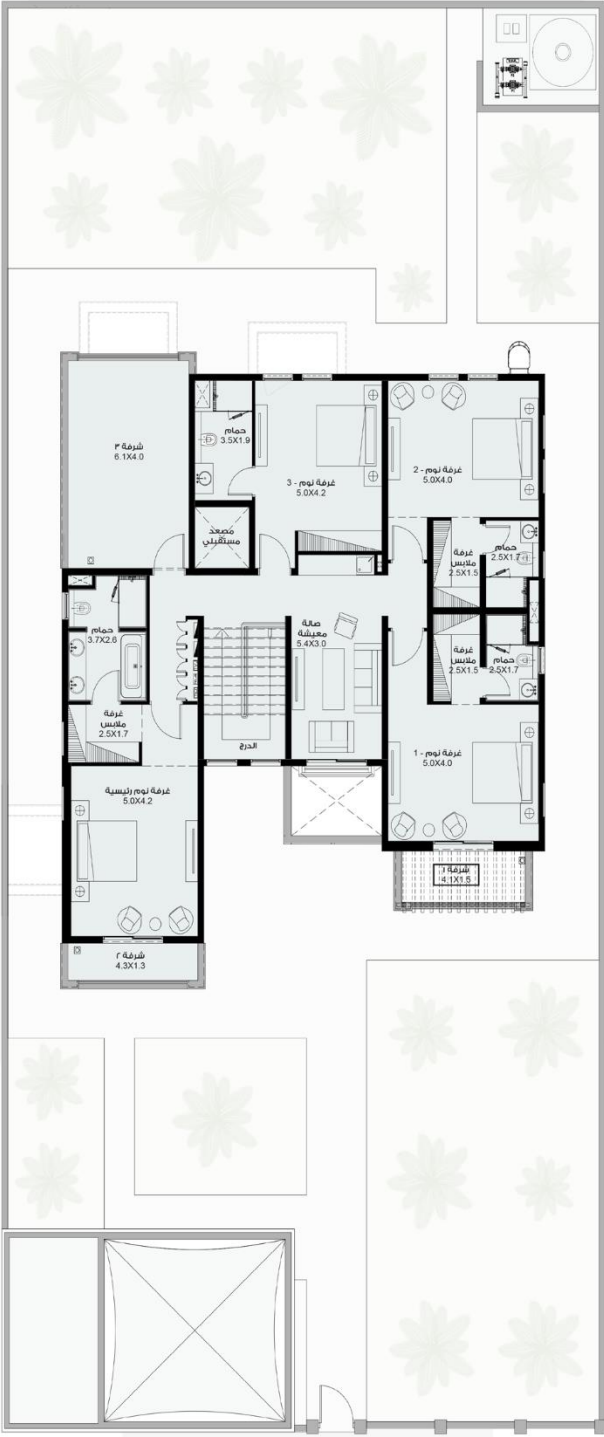 شرفة ٣
6.1X4.0
حمام
3.5X1.9
غرفة نوم - 3
5.0X4.2
غرفة نوم - 2
5.0X4.0
مصعد
مستقبلي
غرفة
ملابس
2.5X1.5
حمام
2.5X1.7
حمام
3.7X2.6
صالة
معيشة
5.4X3.0
غرفة
ملابس
2.5X1.5
حمام
2.5X1.7
غرفة
ملابس
2.5X1.7
الدرج
غرفة نوم - 1
5.0X4.0
غرفة نوم رئيسية
5.0X4.2
شرفة ١
4.1X1.5
شرفة ٢
4.3X1.3